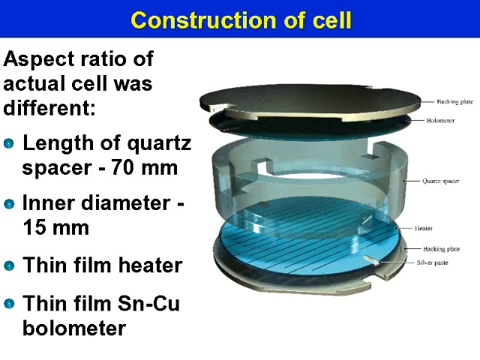 Construction of cell
Aspect ratio of
actual cell was
different:
Length of quartz
spacer - 70 mm
Inner diameter -
15 mm
Thin film heater
Thin film Sn-Cu
bolometer
Backing plate
Bolometer
Quartz spacer
Heater
Backing plate
Silver paste